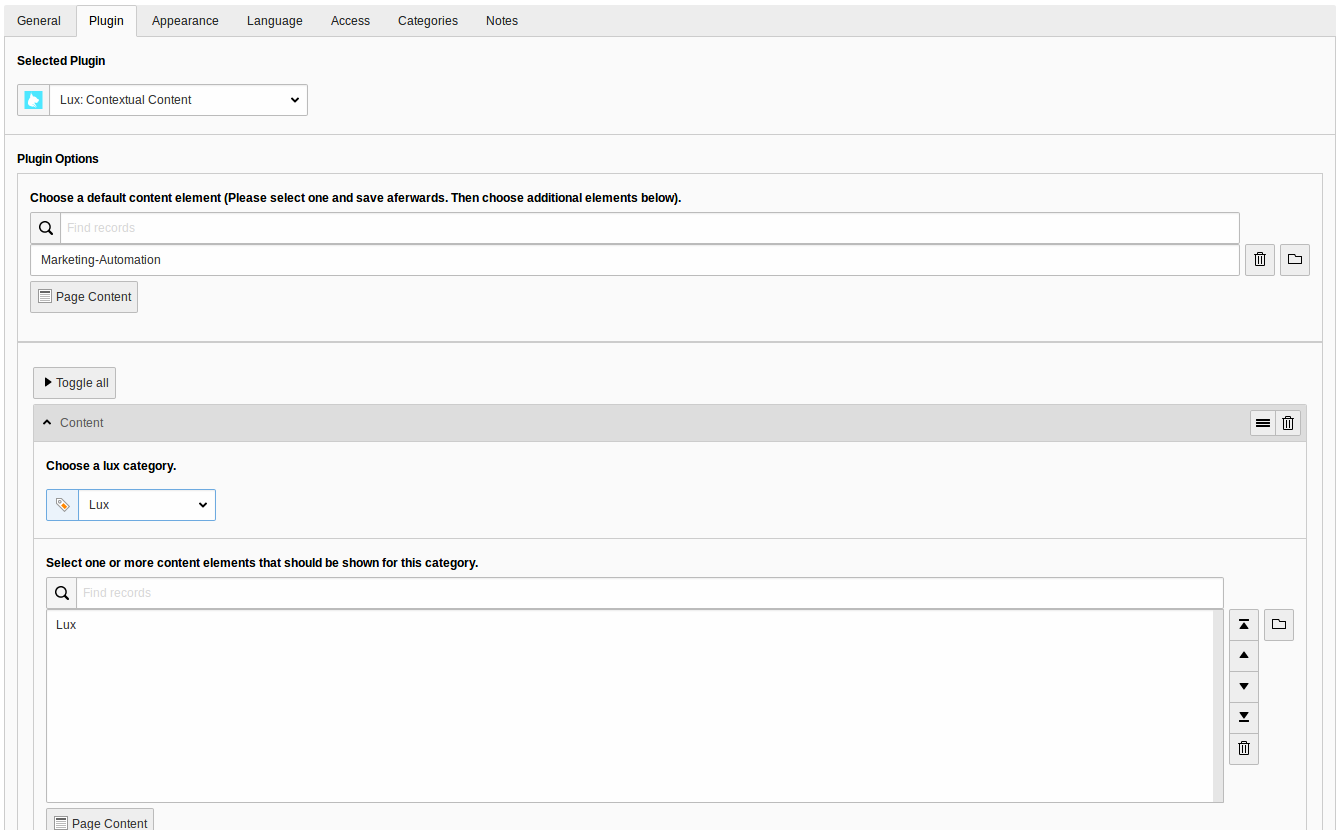 General Plugin Appearance Language Access Categories Notes
Selected Plugin
Lux: Contextual Content
Plugin Options
Choose a default content element (Please select one and save aferwards. Then choose additional elements below).
Find records
Marketing-Automation
Page Content
Toggle all
Content
Choose a lux category.
Lux
Select one or more content elements that should be shown for this category.
Find records
Lux
Page Content